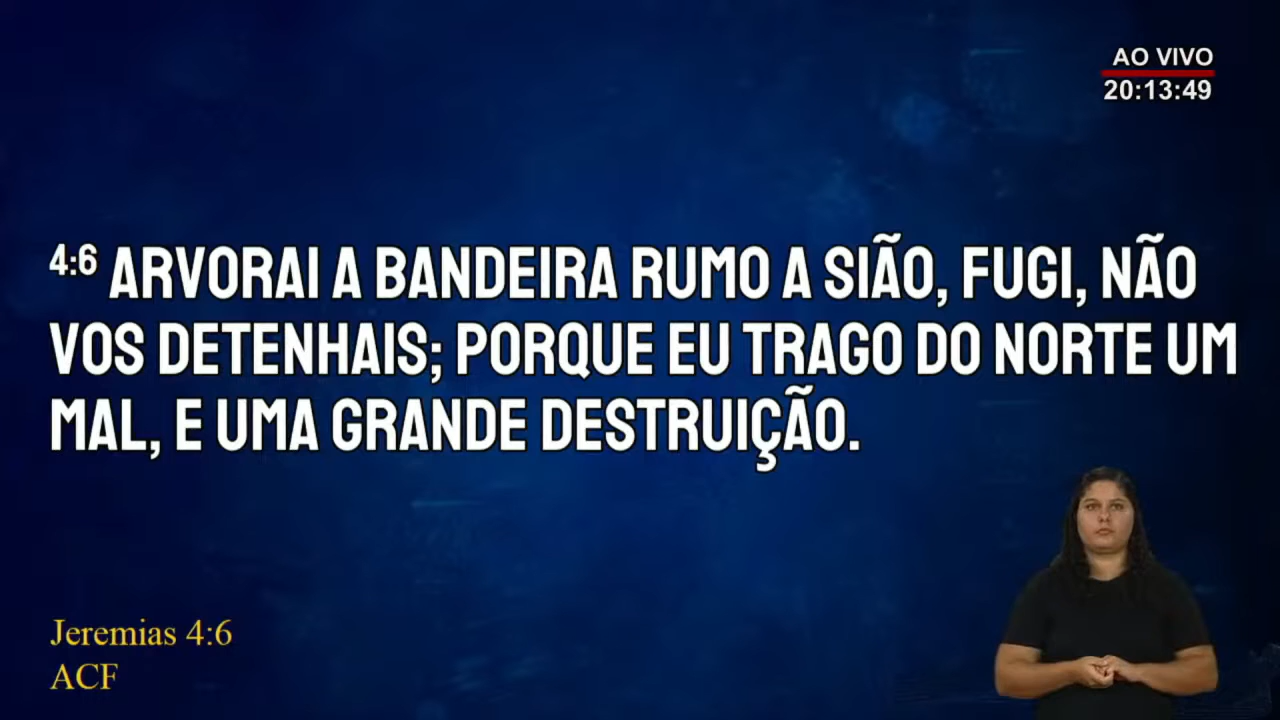 AO VIVO
20:13:49
4:6 ARVORAI A BANDEIRA RUMO A SIÃO, FUGI, NÃO
VOS DETENHAIS; PORQUE EU TRAGO DO NORTE UM
MAL, E UMA GRANDE DESTRUIÇÃO.
Jeremias 4:6
ACF